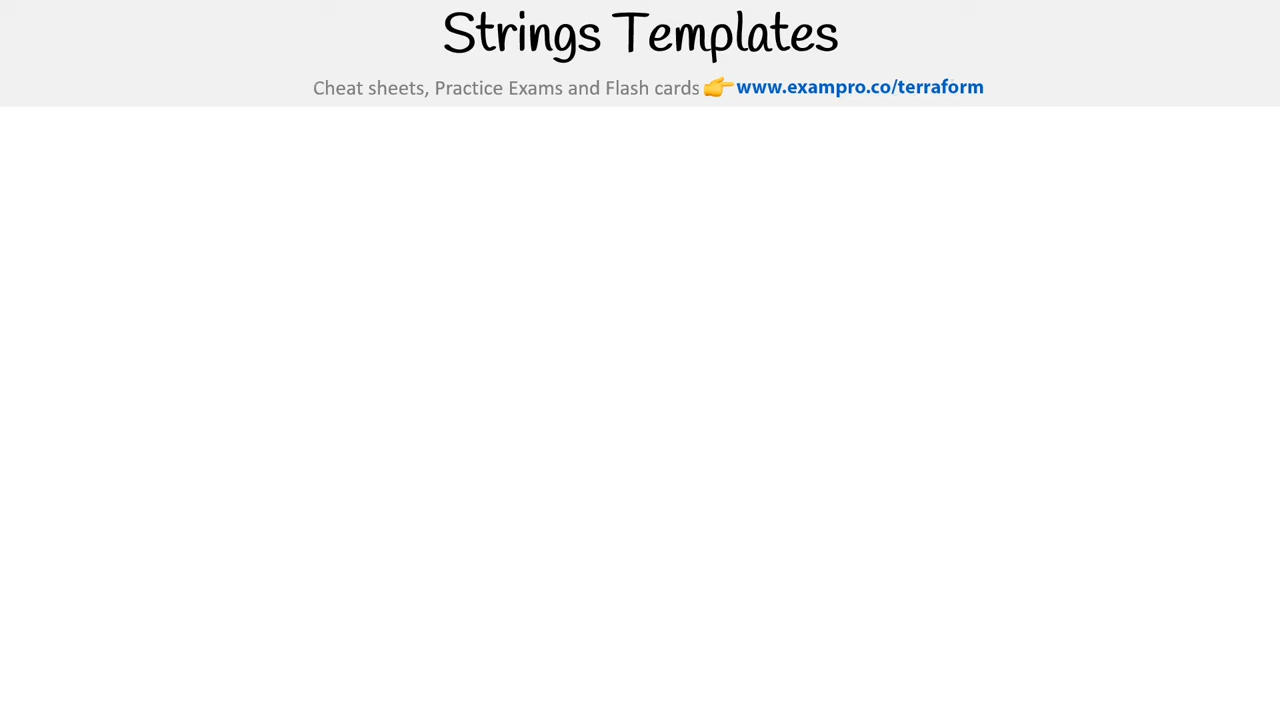 Strings Templates
Cheat sheets, Practice Exams and Flash cards 👉www.exampro.co/terraform